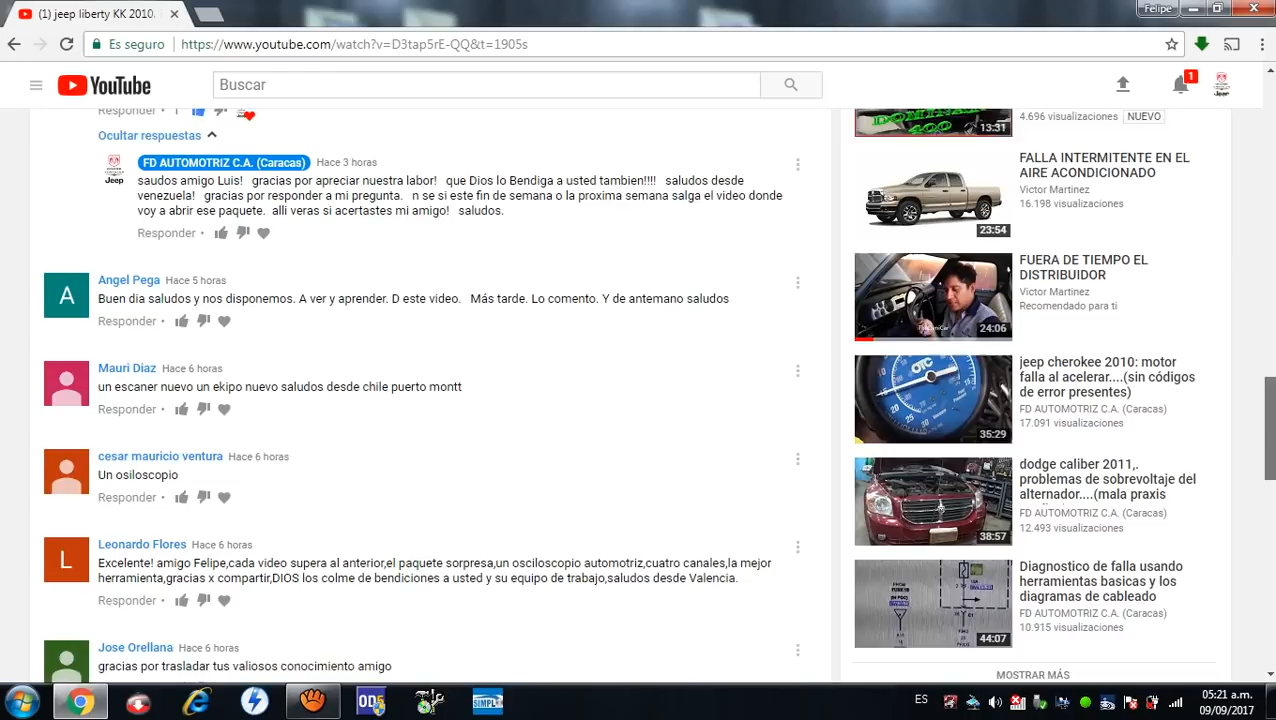 (1) jeep liberty KK 2010.
Felipe
Es seguro
https://www.youtube.com/watch?v=D3tap5rE-QQ&t=1905s
YouTube
Buscar
1
Responder · 1
Ocultar respuestas
FD AUTOMOTRIZ C.A. (Caracas) Hace 3 horas
saludos amigo Luis! gracias por apreciar nuestra labor! que Dios lo Bendiga a usted tambien!!!! saludos desde
venezuela! gracias por responder a mi pregunta. n se si este fin de semana o la proxima semana salga el video donde
voy a abrir ese paquete. alli veras si acertastes mi amigo! saludos.
Responder ·
A
Angel Pega Hace 5 horas
Buen dia saludos y nos disponemos. A ver y aprender. D este video. Más tarde. Lo comento. Y de antemano saludos
Responder ·
Mauri Diaz Hace 6 horas
un escaner nuevo un ekipo nuevo saludos desde chile puerto montt
Responder ·
cesar mauricio ventura Hace 6 horas
Un osiloscopio
Responder ·
L
Leonardo Flores Hace 6 horas
Excelente! amigo Felipe,cada video supera al anterior,el paquete sorpresa,un osciloscopio automotriz,cuatro canales,la mejor
herramienta,gracias x compartir,DIOS los colme de bendiciones a usted y su equipo de trabajo,saludos desde Valencia.
Responder ·
Jose Orellana Hace 6 horas
gracias por trasladar tus valiosos conocimiento amigo
400
13:31
4.696 visualizaciones NUEVO
23:54
FALLA INTERMITENTE EN EL
AIRE ACONDICIONADO
Victor Martinez
16.198 visualizaciones
24:06
FUERA DE TIEMPO EL
DISTRIBUIDOR
Victor Martinez
Recomendado para ti
OTC
35:29
jeep cherokee 2010: motor
falla al acelerar....(sin códigos
de error presentes)
FD AUTOMOTRIZ C.A. (Caracas)
17.091 visualizaciones
38:57
dodge caliber 2011,.
problemas de sobrevoltaje del
alternador....(mala praxis
FD AUTOMOTRIZ C.A. (Caracas)
12.493 visualizaciones
44:07
Diagnostico de falla usando
herramientas basicas y los
diagramas de cableado
FD AUTOMOTRIZ C.A. (Caracas)
10.915 visualizaciones
MOSTRAR MÁS
SIMPLE
ES
05:21 a.m.
09/09/2017